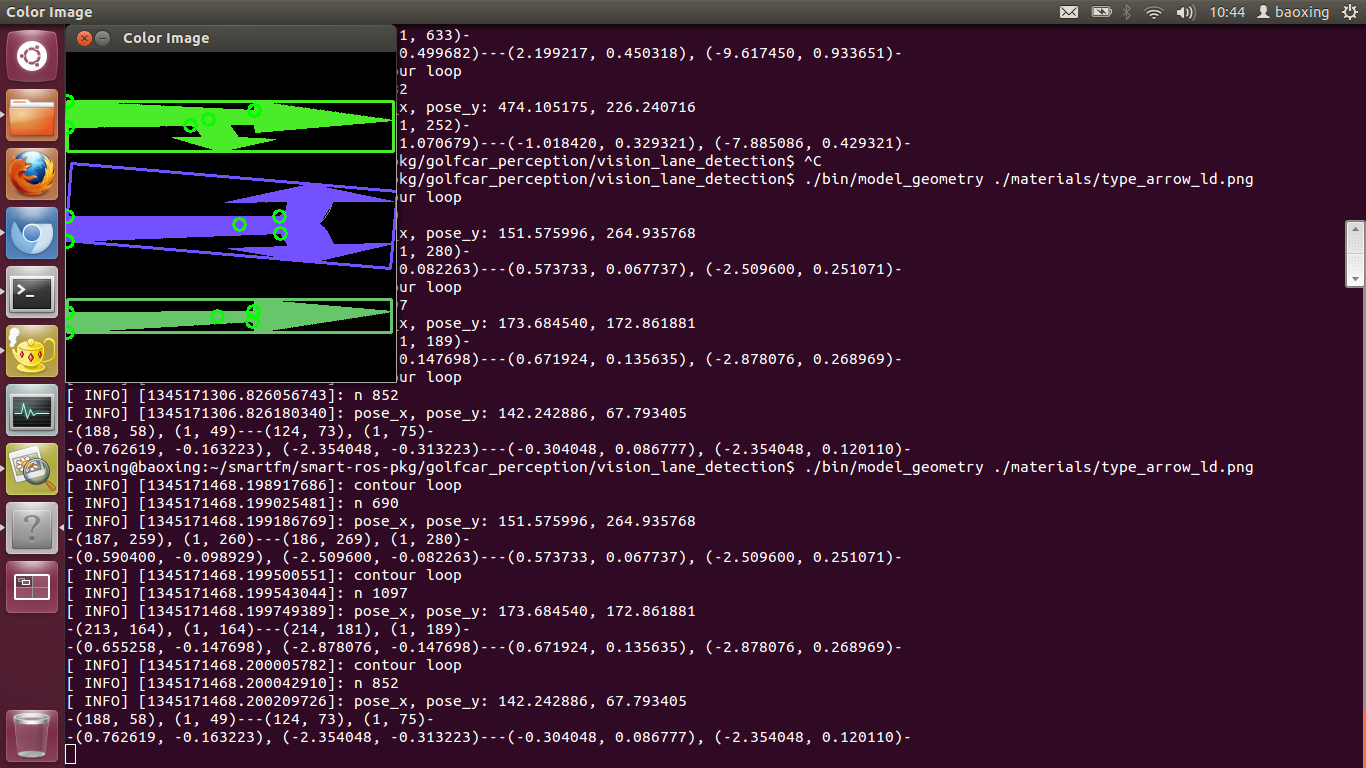 Color Image
10:44
baoxing
Color Image
1, 633)-
0.499682)---(2.199217, 0.450318), (-9.617450, 0.933651)-
ur loop
2
x, pose_y: 474.105175, 226.240716
1, 252)-
1.070679)---(-1.018420, 0.329321), (-7.885086, 0.429321)-
pkg/golfcar_perception/vision_lane_detection$ ^C
pkg/golfcar_perception/vision_lane_detection$ ./bin/model_geometry ./materials/type_arrow_ld.png
ur loop
0
x, pose_y: 151.575996, 264.935768
1, 280)-
0.082263)---(0.573733, 0.067737), (-2.509600, 0.251071)-
ur loop
7
x, pose_y: 173.684540, 172.861881
1, 189)-
0.147698)---(0.671924, 0.135635), (-2.878076, 0.268969)-
ur loop
[ INFO] [1345171306.826056743]: n 852
[ INFO] [1345171306.826180340]: pose_x, pose_y: 142.242886, 67.793405
-(188, 58), (1, 49)---(124, 73), (1, 75)-
-(0.762619, -0.163223), (-2.354048, -0.313223)---(-0.304048, 0.086777), (-2.354048, 0.120110)-
baoxing@baoxing:~/smartfm/smart-ros-pkg/golfcar_perception/vision_lane_detection$ ./bin/model_geometry ./materials/type_arrow_ld.png
[ INFO] [1345171468.198917686]: contour loop
[ INFO] [1345171468.199025481]: n 690
[ INFO] [1345171468.199186769]: pose_x, pose_y: 151.575996, 264.935768
-(187, 259), (1, 260)---(186, 269), (1, 280)-
-(0.590400, -0.098929), (-2.509600, -0.082263)---(0.573733, 0.067737), (-2.509600, 0.251071)-
[ INFO] [1345171468.199500551]: contour loop
[ INFO] [1345171468.199543044]: n 1097
[ INFO] [1345171468.199749389]: pose_x, pose_y: 173.684540, 172.861881
-(213, 164), (1, 164)---(214, 181), (1, 189)-
-(0.655258, -0.147698), (-2.878076, -0.147698)---(0.671924, 0.135635), (-2.878076, 0.268969)-
[ INFO] [1345171468.200005782]: contour loop
[ INFO] [1345171468.200042910]: n 852
[ INFO] [1345171468.200209726]: pose_x, pose_y: 142.242886, 67.793405
-(188, 58), (1, 49)---(124, 73), (1, 75)-
-(0.762619, -0.163223), (-2.354048, -0.313223)---(-0.304048, 0.086777), (-2.354048, 0.120110)-